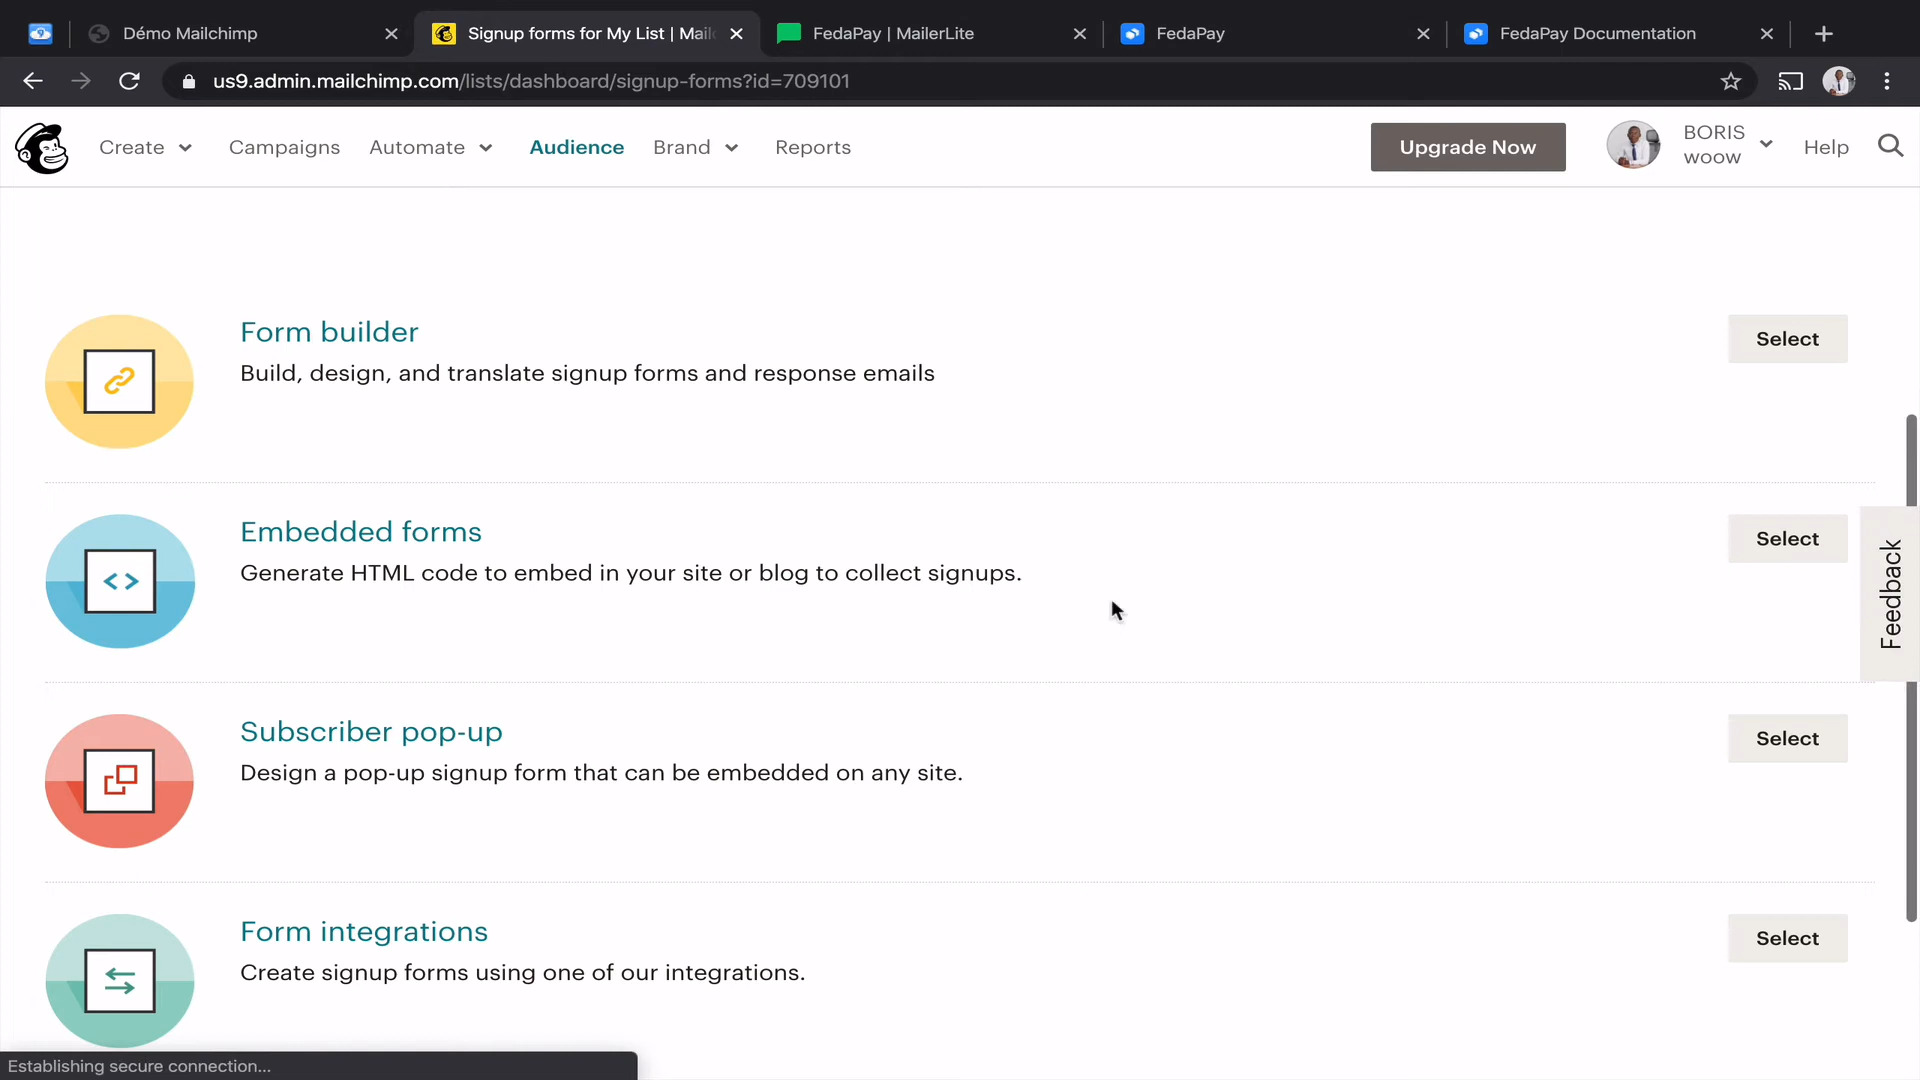 Démo Mailchimp
Signup forms for My List | Mailc
FedaPay | MailerLite
FedaPay
FedaPay Documentation
us9.admin.mailchimp.com/lists/dashboard/signup-forms?id=709101
Create
Campaigns
Automate
Audience
Brand
Reports
Upgrade Now
BORIS
woow
Help
Form builder
Build, design, and translate signup forms and response emails
Select
Embedded forms
Generate HTML code to embed in your site or blog to collect signups.
Select
Feedback
Subscriber pop-up
Design a pop-up signup form that can be embedded on any site.
Select
Form integrations
Create signup forms using one of our integrations.
Select
Establishing secure connection...